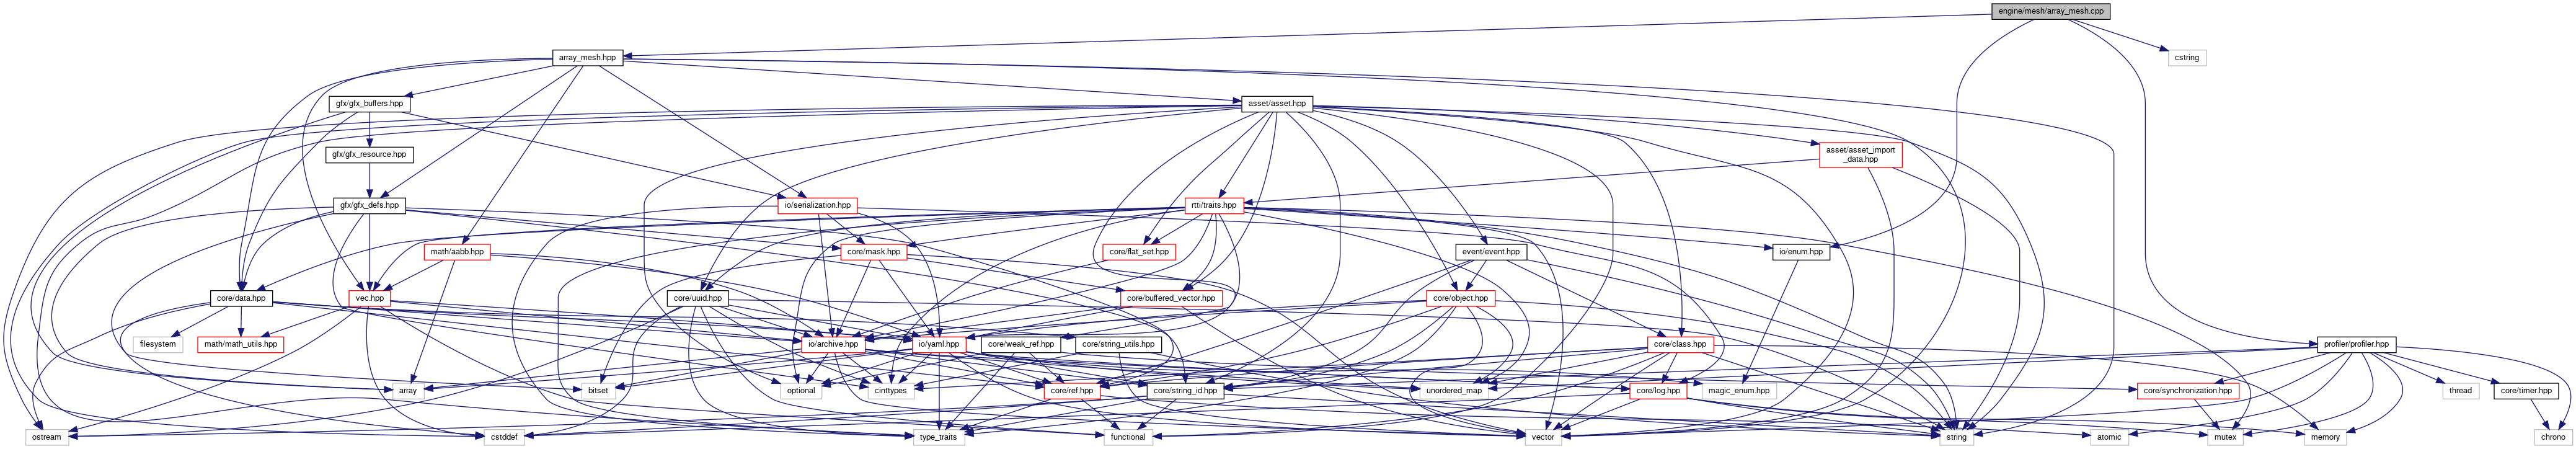 engine/mesh/array_mesh.cpp
array_mesh.hpp
cstring
gfx/gfx_buffers.hpp
asset/asset.hpp
gfx/gfx_resource.hpp
asset/asset_import
_data.hpp
gfx/gfx_defs.hpp
io/serialization.hpp
rtti/traits.hpp
math/aabb.hpp
core/mask.hpp
core/flat_set.hpp
event/event.hpp
io/enum.hpp
core/data.hpp
vec.hpp
core/uuid.hpp
core/buffered_vector.hpp
core/object.hpp
filesystem
math/math_utils.hpp
io/archive.hpp
io/yaml.hpp
core/weak_ref.hpp
core/string_utils.hpp
core/class.hpp
profiler/profiler.hpp
array
bitset
optional
cinttypes
core/ref.hpp
core/string_id.hpp
unordered_map
core/log.hpp
magic_enum.hpp
core/synchronization.hpp
thread
core/timer.hpp
ostream
cstddef
type_traits
functional
vector
string
atomic
mutex
memory
chrono